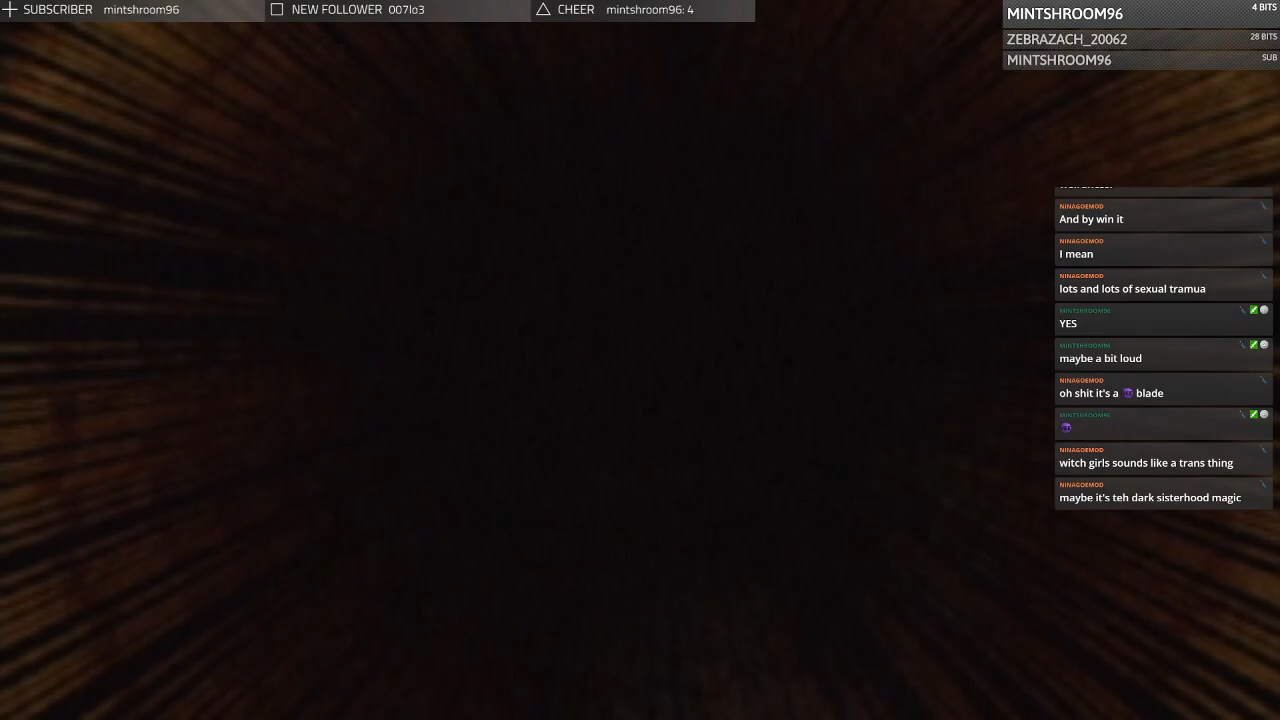 SUBSCRIBER mintshroom96
NEW FOLLOWER 007lo3
CHEER mintshroom96: 4
MINTSHROOM96 4 BITS
ZEBRAZACH_20062 28 BITS
MINTSHROOM96 SUB
NINAGOEMOD
And by win it
NINAGOEMOD
I mean
NINAGOEMOD
lots and lots of sexual tramua
MINTSHROOM96
YES
MINTSHROOM96
maybe a bit loud
NINAGOEMOD
oh shit it's a blade
MINTSHROOM96
NINAGOEMOD
witch girls sounds like a trans thing
NINAGOEMOD
maybe it's teh dark sisterhood magic